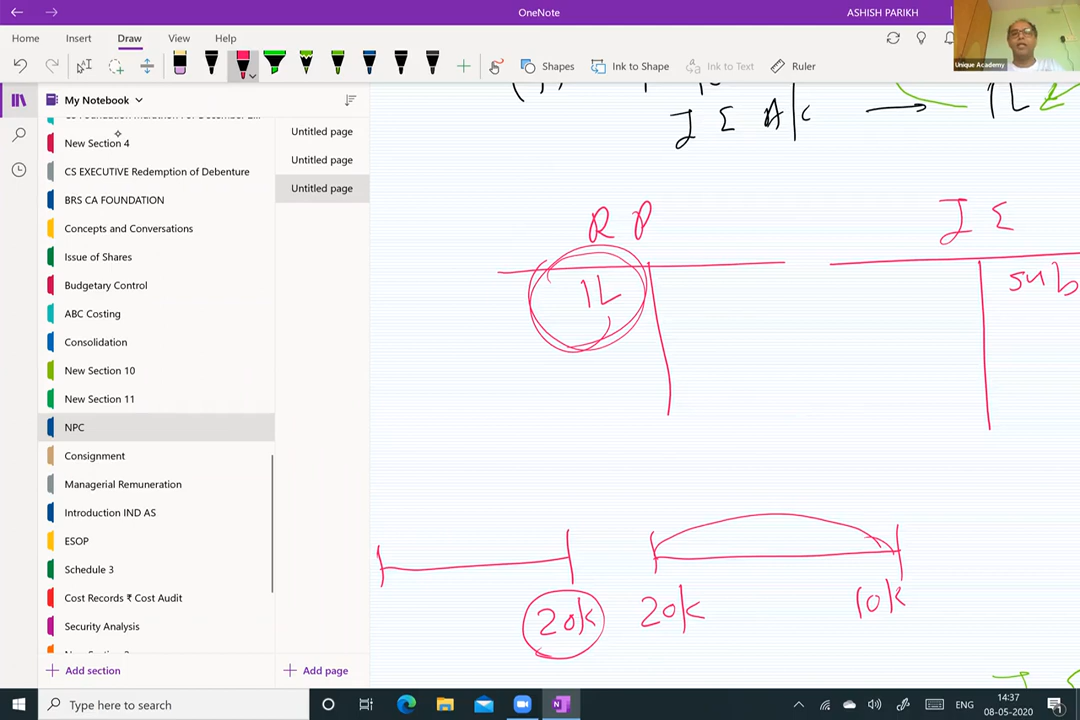 OneNote
ASHISH PARIKH
Home Insert Draw View Help
Shapes Ink to Shape Ink to Text Ruler
Unique Academy
My Notebook
New Section 4
CS EXECUTIVE Redemption of Debenture
BRS CA FOUNDATION
Concepts and Conversations
Issue of Shares
Budgetary Control
ABC Costing
Consolidation
New Section 10
New Section 11
NPC
Consignment
Managerial Remuneration
Introduction IND AS
ESOP
Schedule 3
Cost Records ₹ Cost Audit
Security Analysis
Add section
Untitled page
Untitled page
Untitled page
Add page
I E A/c → 1L
R P
1L
I E
Sub
20k 20k 10k
Type here to search
ENG
14:37
08-05-2020
1